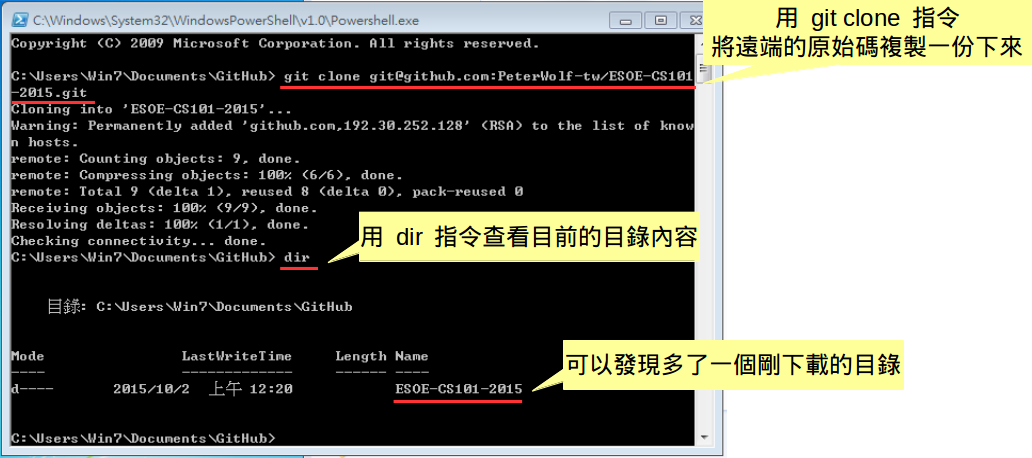 C:\Windows\System32\WindowsPowerShell\v1.0\Powershell.exe
用 git clone 指令
將遠端的原始碼複製一份下來
Copyright (C) 2009 Microsoft Corporation. All rights reserved.
C:\Users\Win7\Documents\GitHub> git clone git@github.com:PeterWolf-tw/ESOE-CS101
-2015.git
Cloning into 'ESOE-CS101-2015'...
Warning: Permanently added 'github.com,192.30.252.128' (RSA) to the list of know
n hosts.
remote: Counting objects: 9, done.
remote: Compressing objects: 100% (6/6), done.
remote: Total 9 (delta 1), reused 8 (delta 0), pack-reused 0
Receiving objects: 100% (9/9), done.
Resolving deltas: 100% (1/1), done.
Checking connectivity... done.
用 dir 指令查看目前的目錄內容
C:\Users\Win7\Documents\GitHub> dir
目錄: C:\Users\Win7\Documents\GitHub
Mode LastWriteTime Length Name
---- ------------- ------ ----
可以發現多了一個剛下載的目錄
d---- 2015/10/2 上午 12:20 ESOE-CS101-2015
C:\Users\Win7\Documents\GitHub>